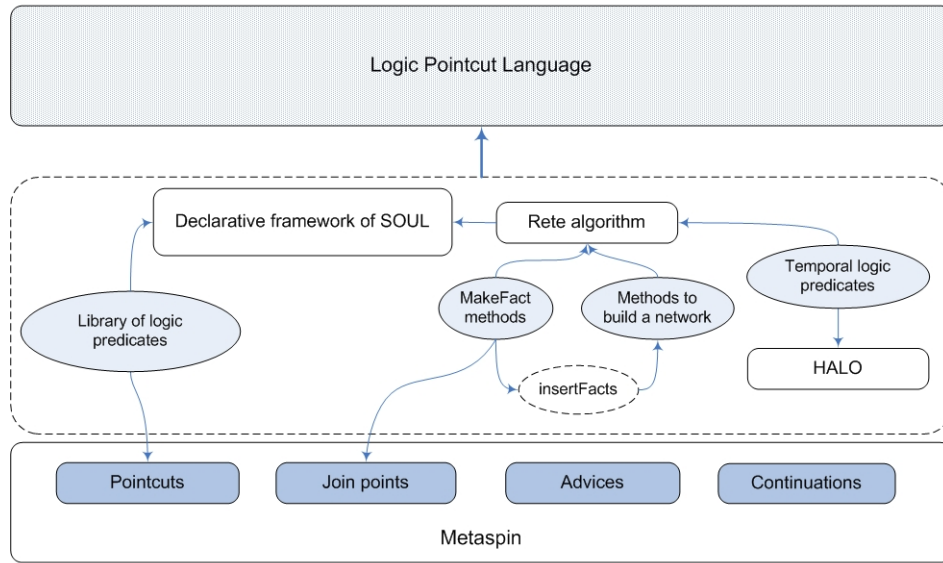 Logic Pointcut Language
Declarative framework of SOUL
Rete algorithm
Temporal logic
predicates
MakeFact
methods
Methods to
build a network
Library of logic
predicates
HALO
insertFacts
Pointcuts
Join points
Advices
Continuations
Metaspin